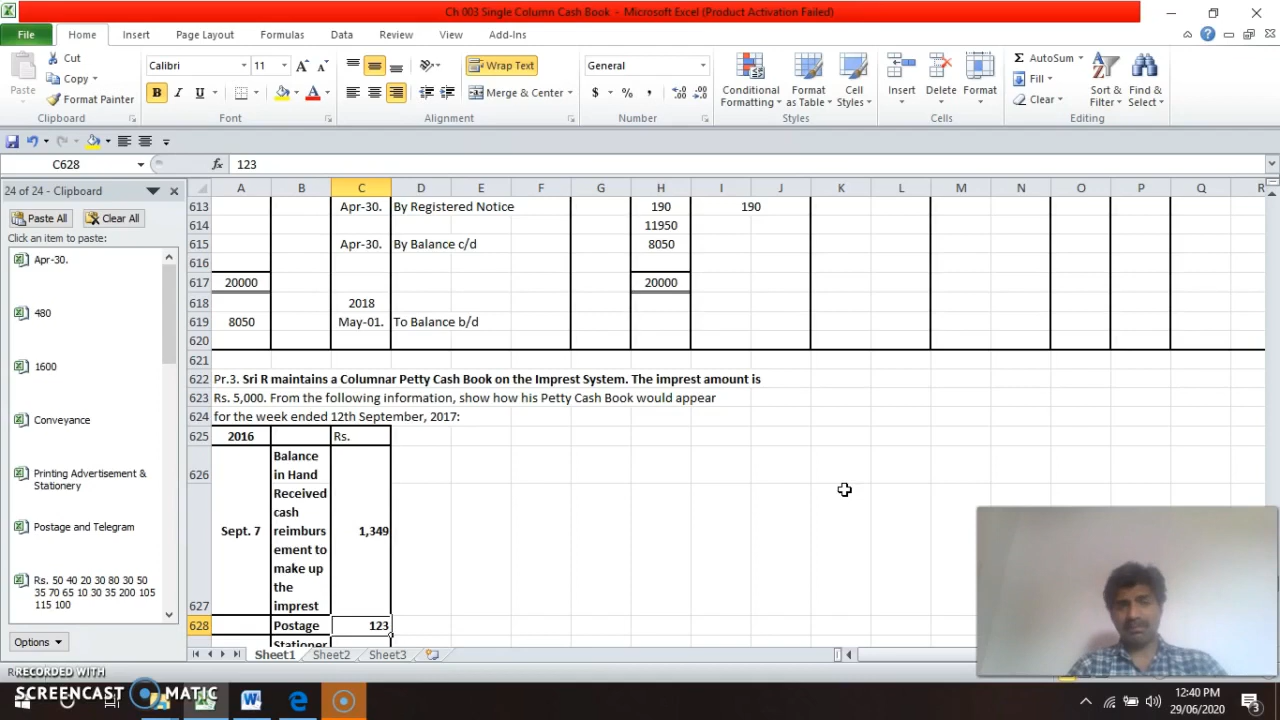 Ch 003 Single Column Cash Book - Microsoft Excel (Product Activation Failed)
File Home Insert Page Layout Formulas Data Review View Add-Ins
Cut
Copy
Format Painter
Paste
Clipboard
Calibri 11
B I U
Font
Wrap Text
Merge & Center
Alignment
General
$ % ,
Number
Conditional Formatting
Format as Table
Cell Styles
Styles
Insert Delete Format
Cells
AutoSum
Fill
Clear
Sort & Filter
Find & Select
Editing
C628 fx 123
24 of 24 - Clipboard
Paste All Clear All
Click an item to paste:
Apr-30.
480
1600
Conveyance
Printing Advertisement &
Stationery
Postage and Telegram
Rs. 50 40 20 30 80 30 50
35 70 65 10 30 35 200 105
115 100
Options
A B C D E F G H I J K L M N O P Q R
613 Apr-30. By Registered Notice 190 190
614 11950
615 Apr-30. By Balance c/d 8050
616
617 20000 20000
618 2018
619 8050 May-01. To Balance b/d
620
621
622 Pr.3. Sri R maintains a Columnar Petty Cash Book on the Imprest System. The imprest amount is
623 Rs. 5,000. From the following information, show how his Petty Cash Book would appear
624 for the week ended 12th September, 2017:
625 2016 Rs.
626 Balance
in Hand
627 Sept. 7 Received
cash
reimburs
ement to
make up
the
imprest
1,349
628 Postage 123
Stationer
Sheet1 Sheet2 Sheet3
RECORDED WITH
SCREENCAST MATIC
12:40 PM
29/06/2020
3